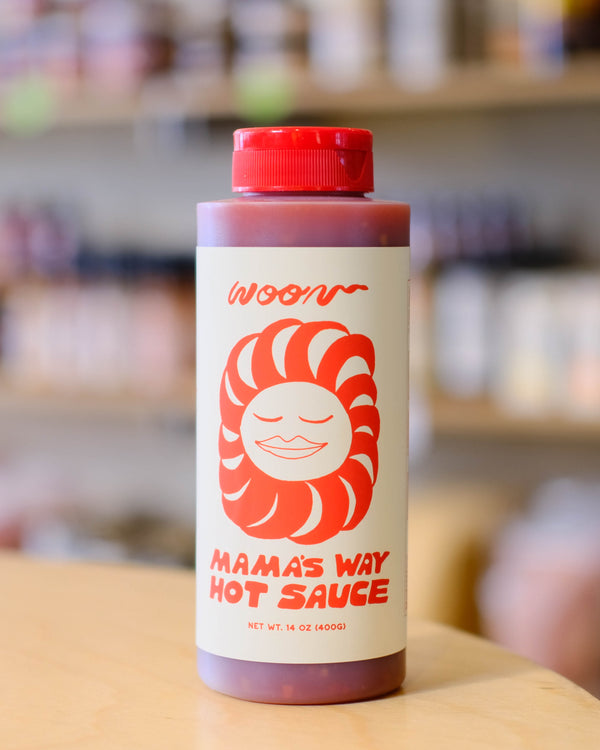 woon
MAMA'S WAY
HOT SAUCE
NET WT. 14 OZ (400G)